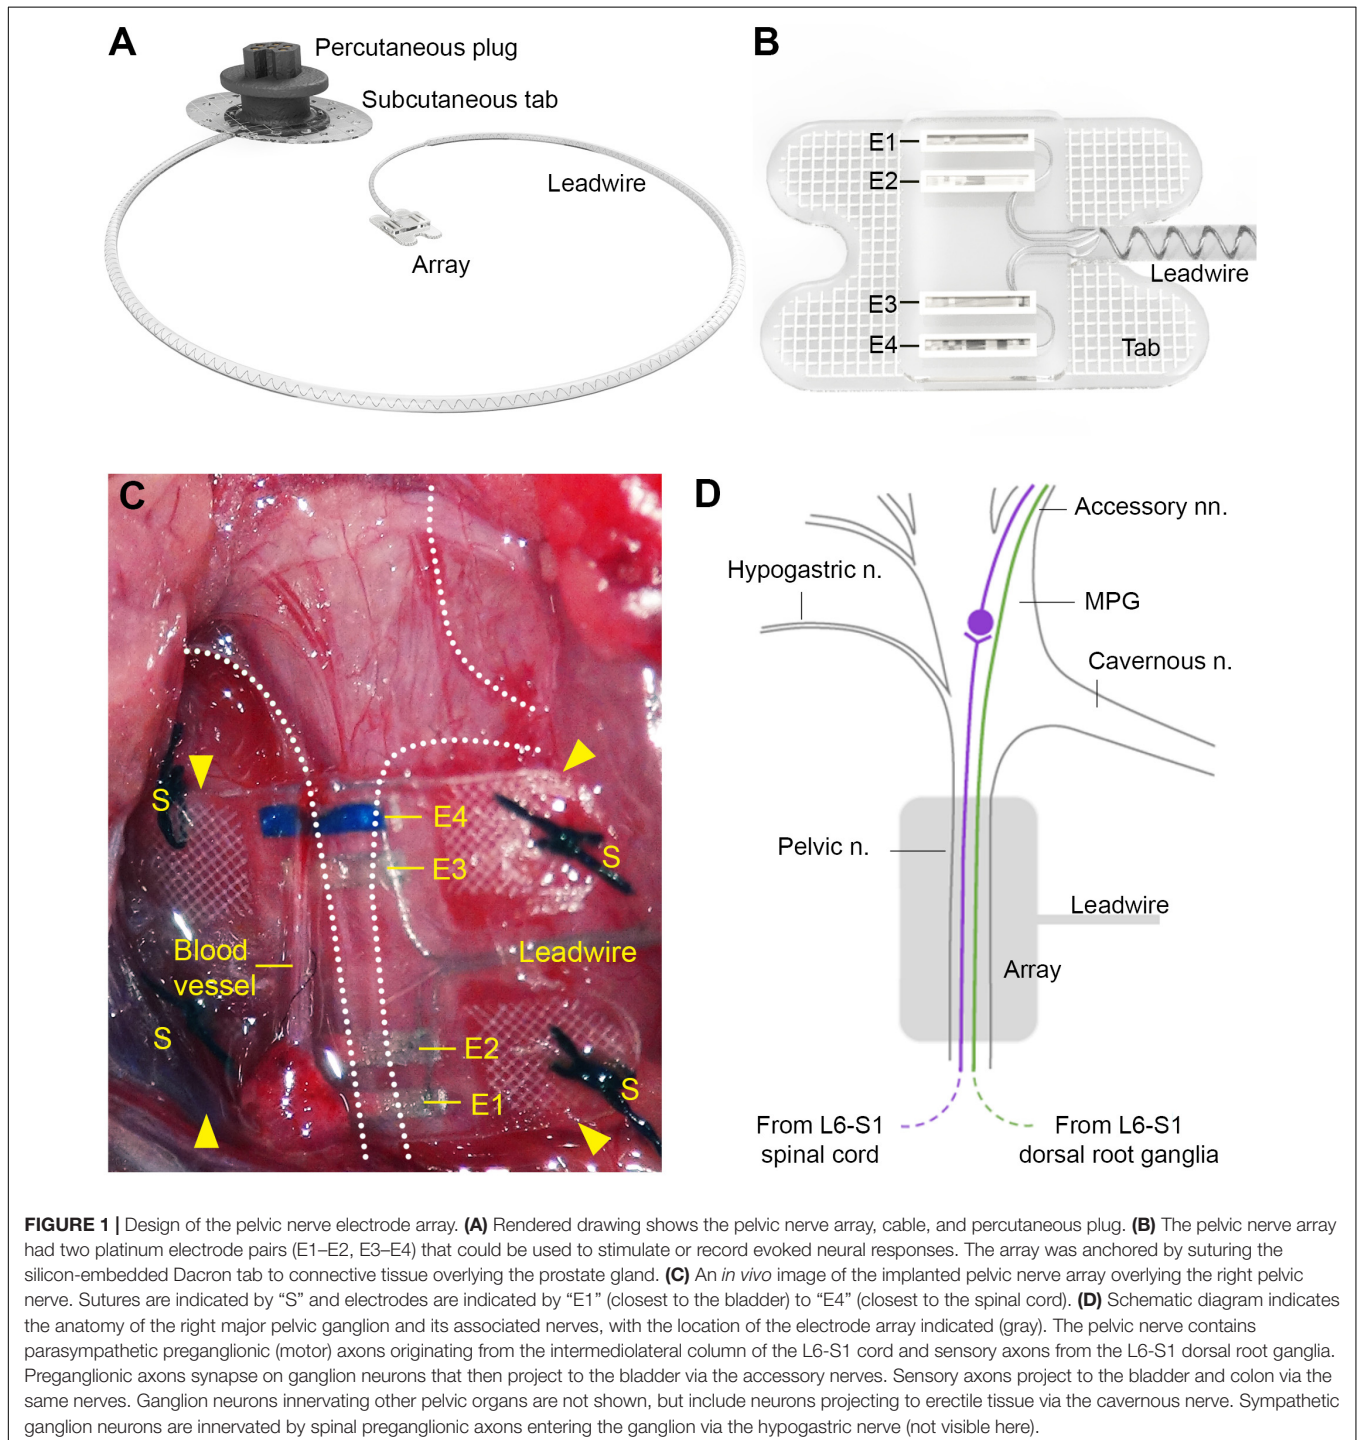 A
Percutaneous plug
Subcutaneous tab
Leadwire
Array
B
E1
E2
E3
E4
Leadwire
Tab
C
S
E4
S
E3
Blood
vessel
Leadwire
S
E2
S
E1
D
Accessory nn.
Hypogastric n.
MPG
Cavernous n.
Pelvic n.
Leadwire
Array
From L6-S1
spinal cord
From L6-S1
dorsal root ganglia
FIGURE 1 | Design of the pelvic nerve electrode array. (A) Rendered drawing shows the pelvic nerve array, cable, and percutaneous plug. (B) The pelvic nerve array
had two platinum electrode pairs (E1–E2, E3–E4) that could be used to stimulate or record evoked neural responses. The array was anchored by suturing the
silicon-embedded Dacron tab to connective tissue overlying the prostate gland. (C) An in vivo image of the implanted pelvic nerve array overlying the right pelvic
nerve. Sutures are indicated by “S” and electrodes are indicated by “E1” (closest to the bladder) to “E4” (closest to the spinal cord). (D) Schematic diagram indicates
the anatomy of the right major pelvic ganglion and its associated nerves, with the location of the electrode array indicated (gray). The pelvic nerve contains
parasympathetic preganglionic (motor) axons originating from the intermediolateral column of the L6-S1 cord and sensory axons from the L6-S1 dorsal root ganglia.
Preganglionic axons synapse on ganglion neurons that then project to the bladder via the accessory nerves. Sensory axons project to the bladder and colon via the
same nerves. Ganglion neurons innervating other pelvic organs are not shown, but include neurons projecting to erectile tissue via the cavernous nerve. Sympathetic
ganglion neurons are innervated by spinal preganglionic axons entering the ganglion via the hypogastric nerve (not visible here).